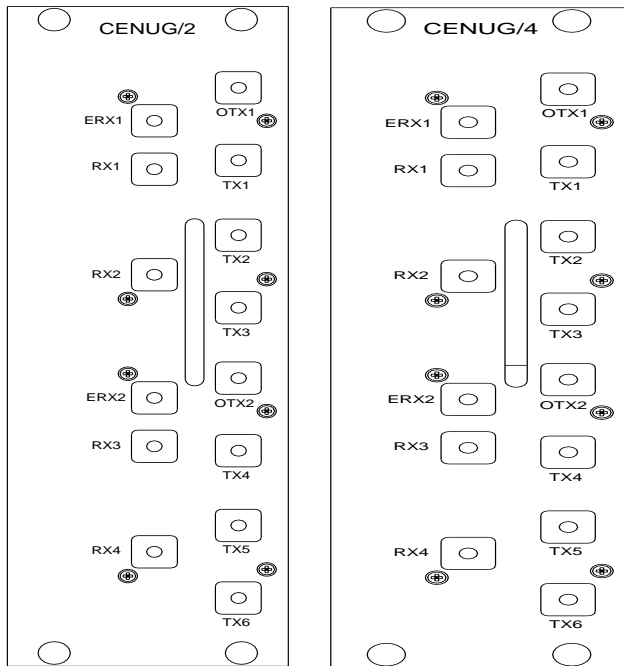 CENUG/2
OTX1
ERX1
RX1
TX1
TX2
RX2
TX3
ERX2
OTX2
RX3
TX4
RX4
TX5
TX6
CENUG/4
OTX1
ERX1
RX1
TX1
TX2
RX2
TX3
ERX2
OTX2
RX3
TX4
RX4
TX5
TX6